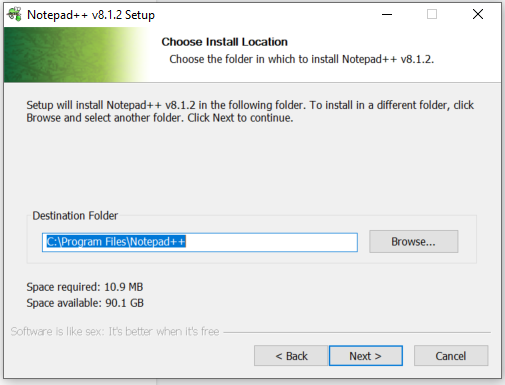 Notepad++ v8.1.2 Setup
Choose Install Location
Choose the folder in which to install Notepad++ v8.1.2.
Setup will install Notepad++ v8.1.2 in the following folder. To install in a different folder, click
Browse and select another folder. Click Next to continue.
Destination Folder
C:\Program Files\Notepad++
Browse...
Space required: 10.9 MB
Space available: 90.1 GB
Software is like sex: It's better when it's free
< Back
Next >
Cancel